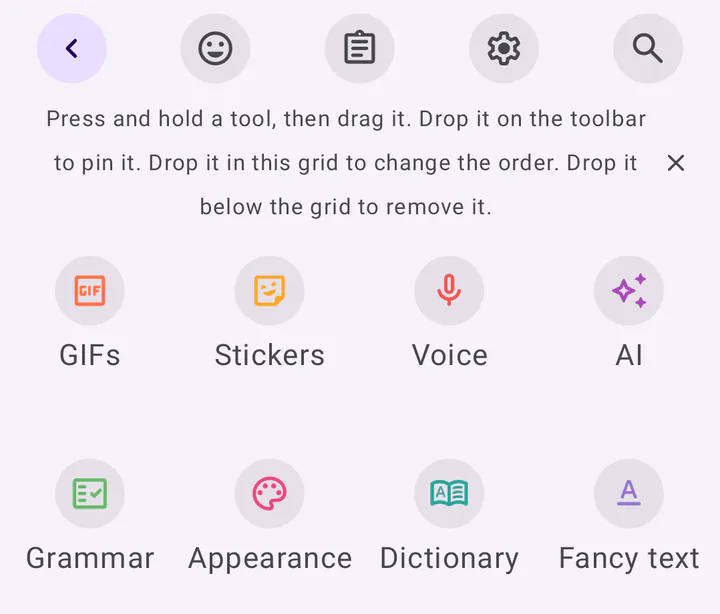 Press and hold a tool, then drag it. Drop it on the toolbar
to pin it. Drop it in this grid to change the order. Drop it
below the grid to remove it.
GIF
GIFs
Stickers
Voice
AI
A
A
Grammar
Appearance
Dictionary
Fancy text